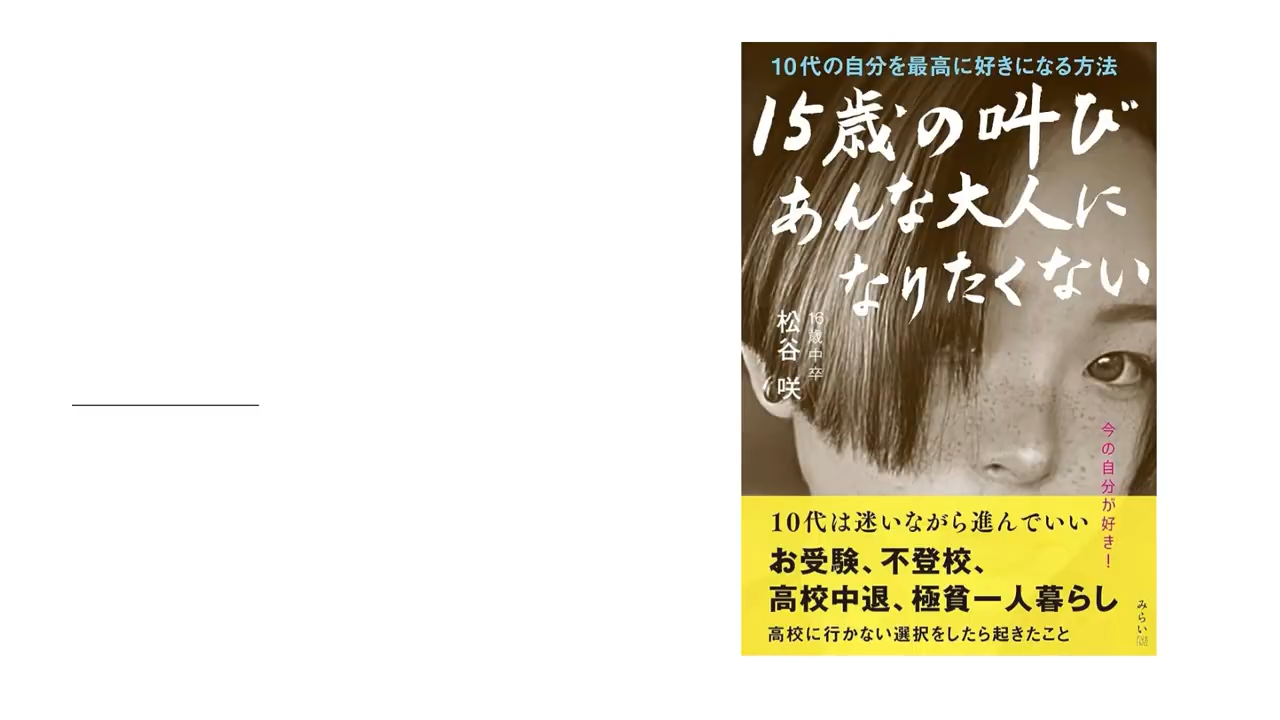 10代の自分を最高に好きになる方法
15歳の叫び
あんな大人に
なりたくない
16歳中卒
松谷 咲
今の自分が好き!
10代は迷いながら進んでいい
お受験、不登校、
高校中退、極貧一人暮らし
高校に行かない選択をしたら起きたこと
みらい